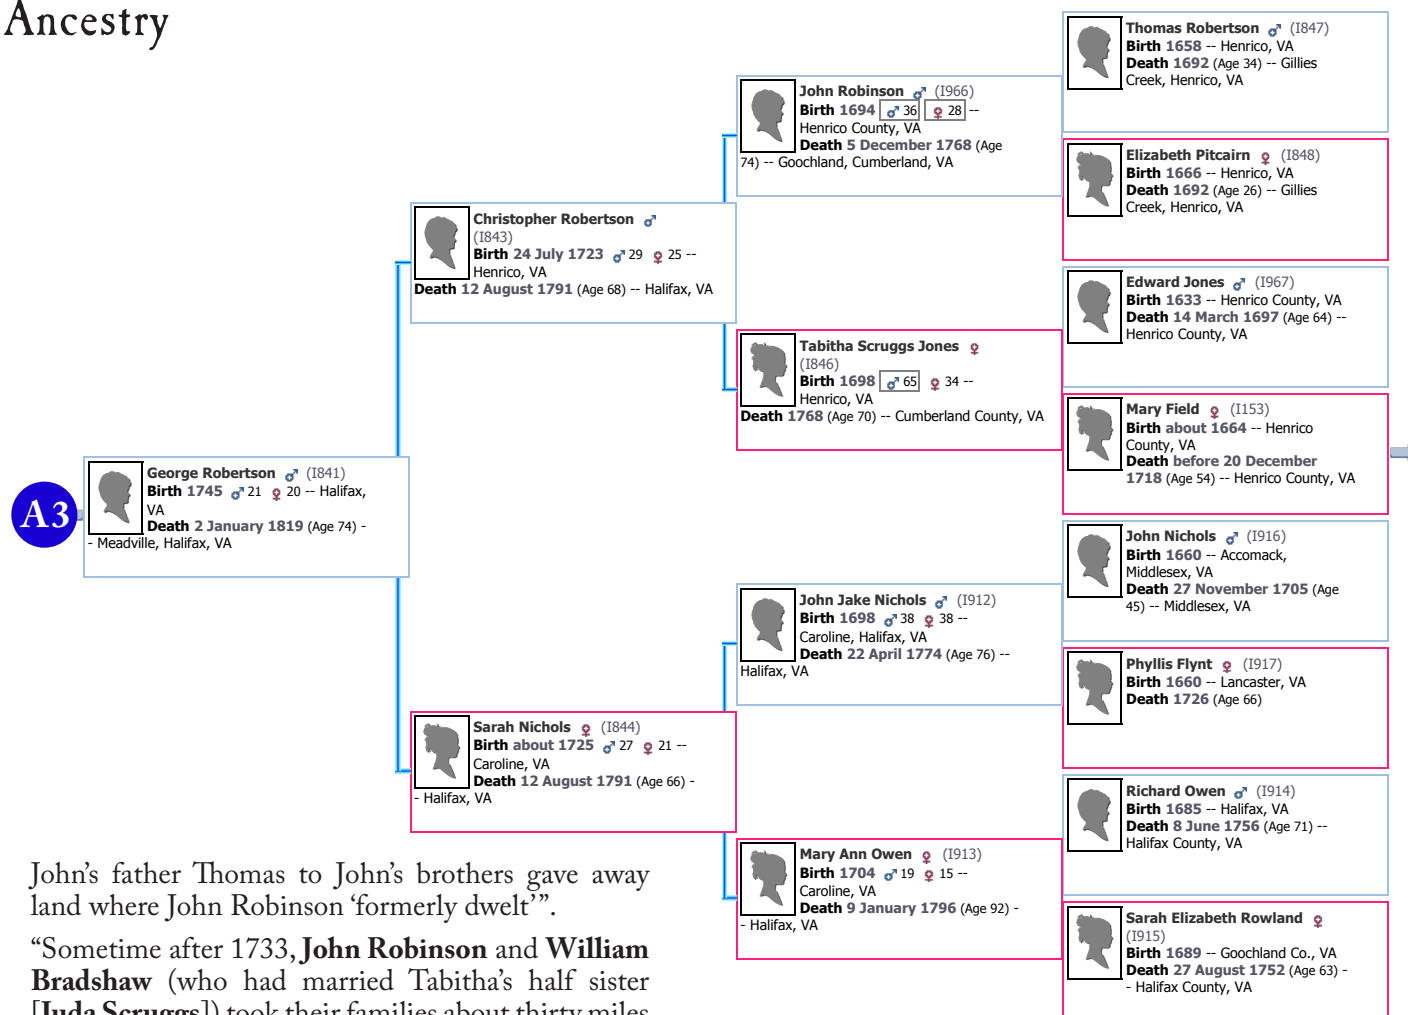 Ancestry
Thomas Robertson ♂ (I847)
Birth 1658 -- Henrico, VA
Death 1692 (Age 34) -- Gillies
Creek, Henrico, VA
John Robinson ♂ (I966)
Birth 1694 ♂ 36 ♀ 28 --
Henrico County, VA
Death 5 December 1768 (Age
74) -- Goochland, Cumberland, VA
Elizabeth Pitcairn ♀ (I848)
Birth 1666 -- Henrico, VA
Death 1692 (Age 26) -- Gillies
Creek, Henrico, VA
Christopher Robertson ♂
(I843)
Birth 24 July 1723 ♂ 29 ♀ 25 --
Henrico, VA
Death 12 August 1791 (Age 68) -- Halifax, VA
Edward Jones ♂ (I967)
Birth 1633 -- Henrico County, VA
Death 14 March 1697 (Age 64) --
Henrico County, VA
Tabitha Scruggs Jones ♀
(I846)
Birth 1698 ♂ 65 ♀ 34 --
Henrico, VA
Death 1768 (Age 70) -- Cumberland County, VA
Mary Field ♀ (I153)
Birth about 1664 -- Henrico
County, VA
Death before 20 December
1718 (Age 54) -- Henrico County, VA
A3
George Robertson ♂ (I841)
Birth 1745 ♂ 21 ♀ 20 -- Halifax,
VA
Death 2 January 1819 (Age 74) -
- Meadville, Halifax, VA
John Nichols ♂ (I916)
Birth 1660 -- Accomack,
Middlesex, VA
Death 27 November 1705 (Age
45) -- Middlesex, VA
John Jake Nichols ♂ (I912)
Birth 1698 ♂ 38 ♀ 38 --
Caroline, Halifax, VA
Death 22 April 1774 (Age 76) --
Halifax, VA
Phyllis Flynt ♀ (I917)
Birth 1660 -- Lancaster, VA
Death 1726 (Age 66)
Sarah Nichols ♀ (I844)
Birth about 1725 ♂ 27 ♀ 21 --
Caroline, VA
Death 12 August 1791 (Age 66) -
- Halifax, VA
Richard Owen ♂ (I914)
Birth 1685 -- Halifax, VA
Death 8 June 1756 (Age 71) --
Halifax County, VA
Mary Ann Owen ♀ (I913)
Birth 1704 ♂ 19 ♀ 15 --
Caroline, VA
Death 9 January 1796 (Age 92) -
- Halifax, VA
Sarah Elizabeth Rowland ♀
(I915)
Birth 1689 -- Goochland Co., VA
Death 27 August 1752 (Age 63) -
- Halifax County, VA
John's father Thomas to John's brothers gave away
land where John Robinson ‘formerly dwelt’”.
“Sometime after 1733, John Robinson and William
Bradshaw (who had married Tabitha's half sister
[Juda Scruggs]) took their families about thirty miles